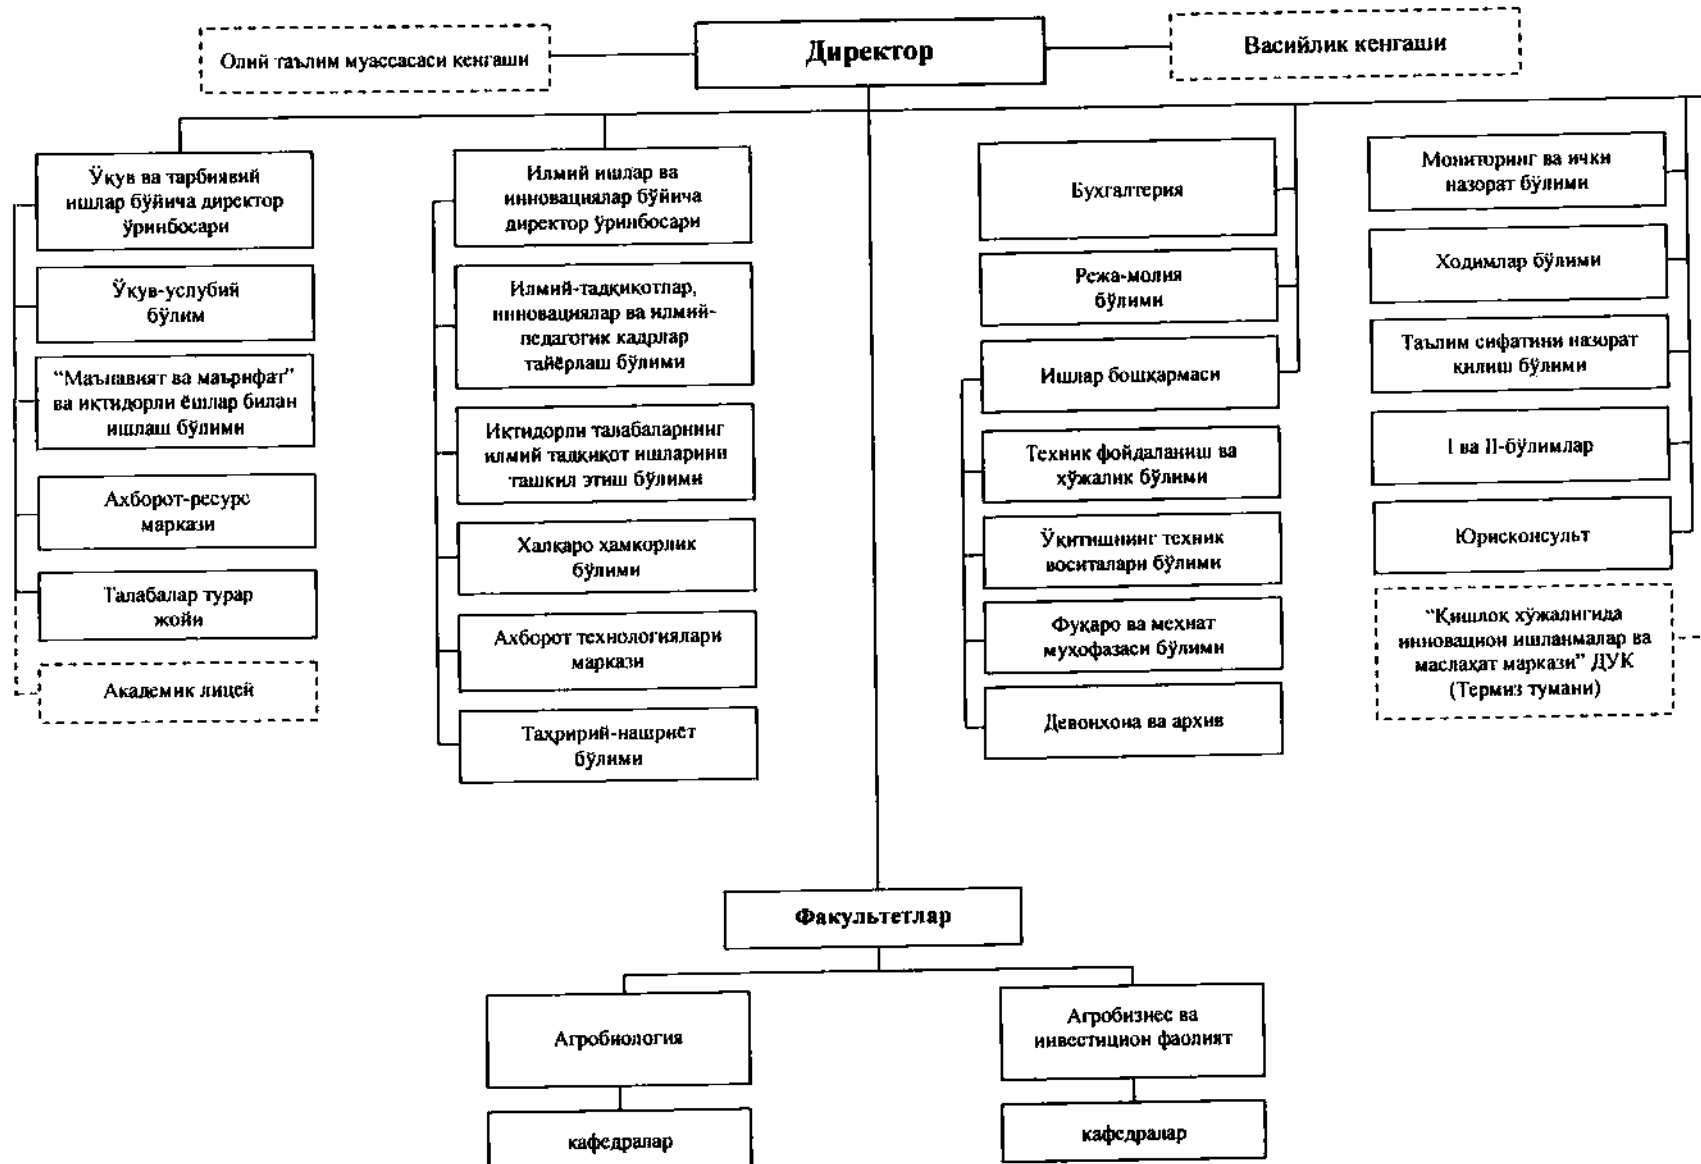 Олий таълим муассасаси кенгаши
Директор
Васийлик кенгаши
Ўқув ва тарбиявий
ишлар бўйича директор
ўринбосари
Ўқув-услубий
бўлим
“Маънавият ва маърифат”
ва иқтидорли ёшлар билан
ишлаш бўлими
Ахборот-ресурс
маркази
Талабалар турар
жойи
Академик лицей
Илмий ишлар ва
инновациялар бўйича
директор ўринбосари
Илмий-тадқиқотлар,
инновациялар ва илмий-
педагогик кадрлар
тайёрлаш бўлими
Иқтидорли талабаларнинг
илмий тадқиқот ишларини
ташкил этиш бўлими
Халқаро ҳамкорлик
бўлими
Ахборот технологиялари
маркази
Таҳририй-нашриёт
бўлими
Бухгалтерия
Режа-молия
бўлими
Ишлар бошқармаси
Техник фойдаланиш ва
хўжалик бўлими
Ўқитишнинг техник
воситалари бўлими
Фуқаро ва меҳнат
муҳофазаси бўлими
Девонхона ва архив
Мониторинг ва ички
назорат бўлими
Ходимлар бўлими
Таълим сифатини назорат
қилиш бўлими
I ва II-бўлимлар
Юрисконсульт
“Қишлоқ хўжалигида
инновацион ишланмалар ва
маслаҳат маркази” ДУК
(Термиз тумани)
Факультетлар
Агробиология
Агробизнес ва
инвестицион фаолият
кафедралар
кафедралар